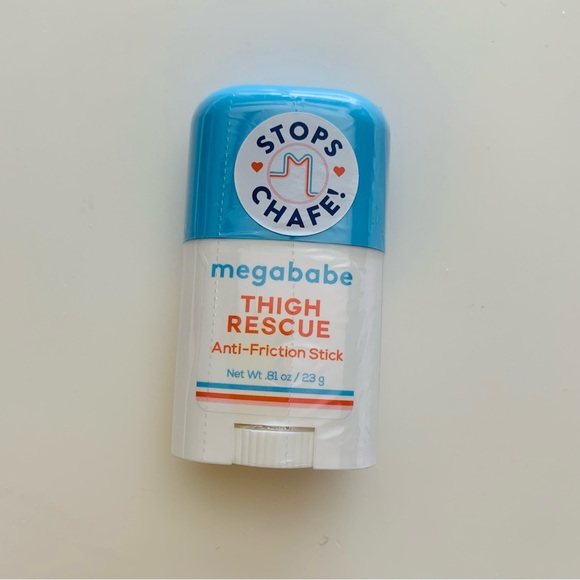 STOPS
M
CHAFE!
megababe
THIGH
RESCUE
Anti-Friction Stick
Net Wt .81 oz / 23 g